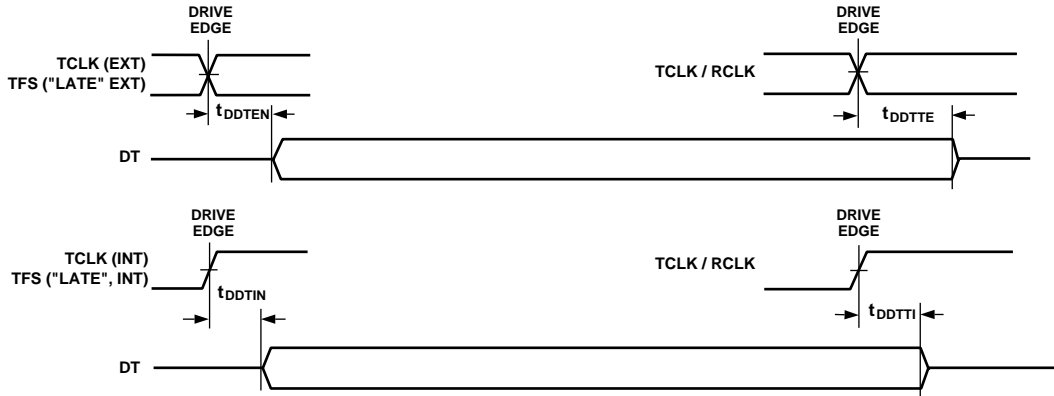 DRIVE
EDGE
DRIVE
EDGE
TCLK (EXT)
TFS ("LATE" EXT)
TCLK / RCLK
tDDTEN
tDDTTE
DT
DRIVE
EDGE
DRIVE
EDGE
TCLK (INT)
TFS ("LATE", INT)
TCLK / RCLK
tDDTIN
tDDTTI
DT